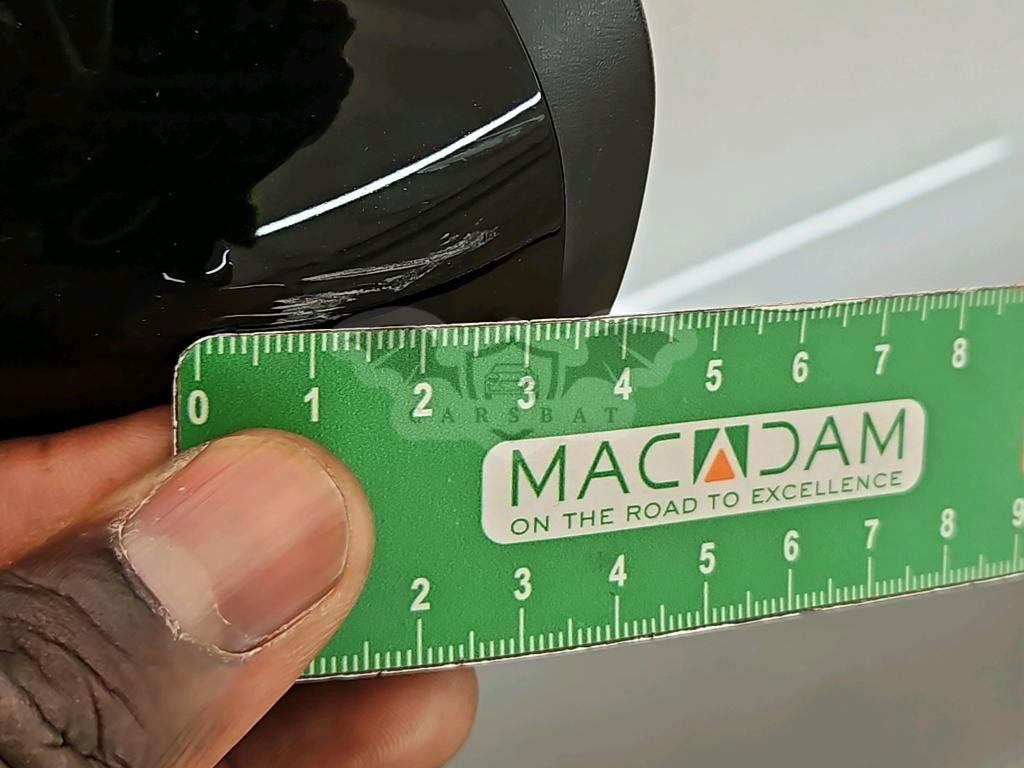 0 1 2 3 4 5 6 7 8
CARSBAT
MACADAM
ON THE ROAD TO EXCELLENCE
2 3 4 5 6 7 8 9